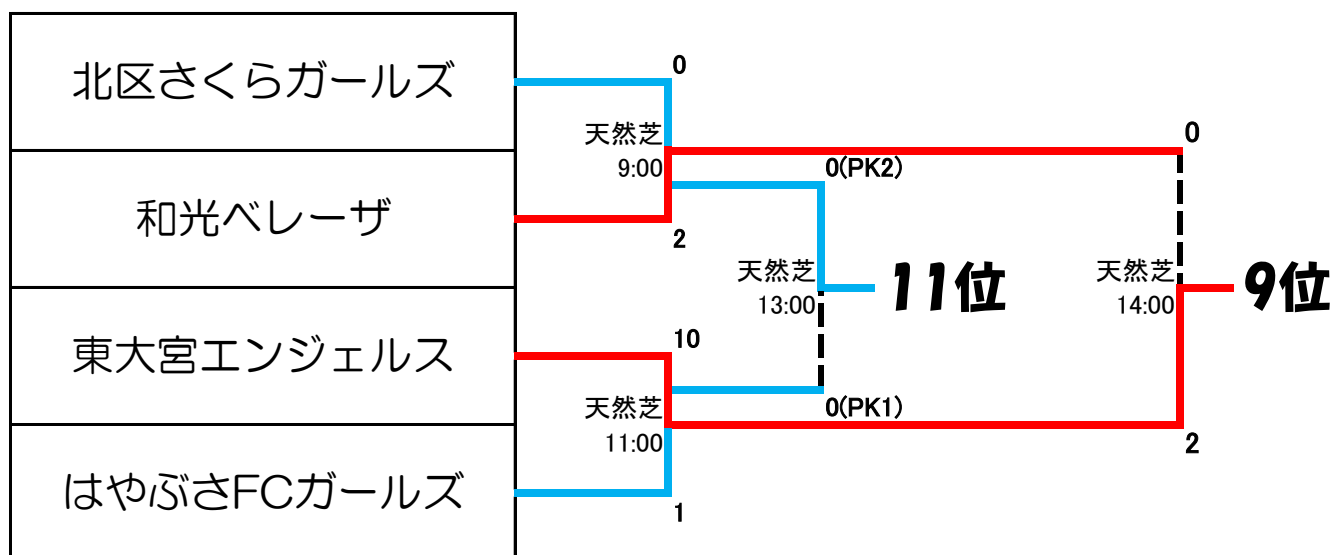 北区さくらガールズ
0
天然芝
9:00
和光ベレーザ
2
0(PK2)
0
天然芝
13:00
11位
天然芝
14:00
9位
東大宮エンジェルス
10
天然芝
11:00
0(PK1)
2
はやぶさFCガールズ
1